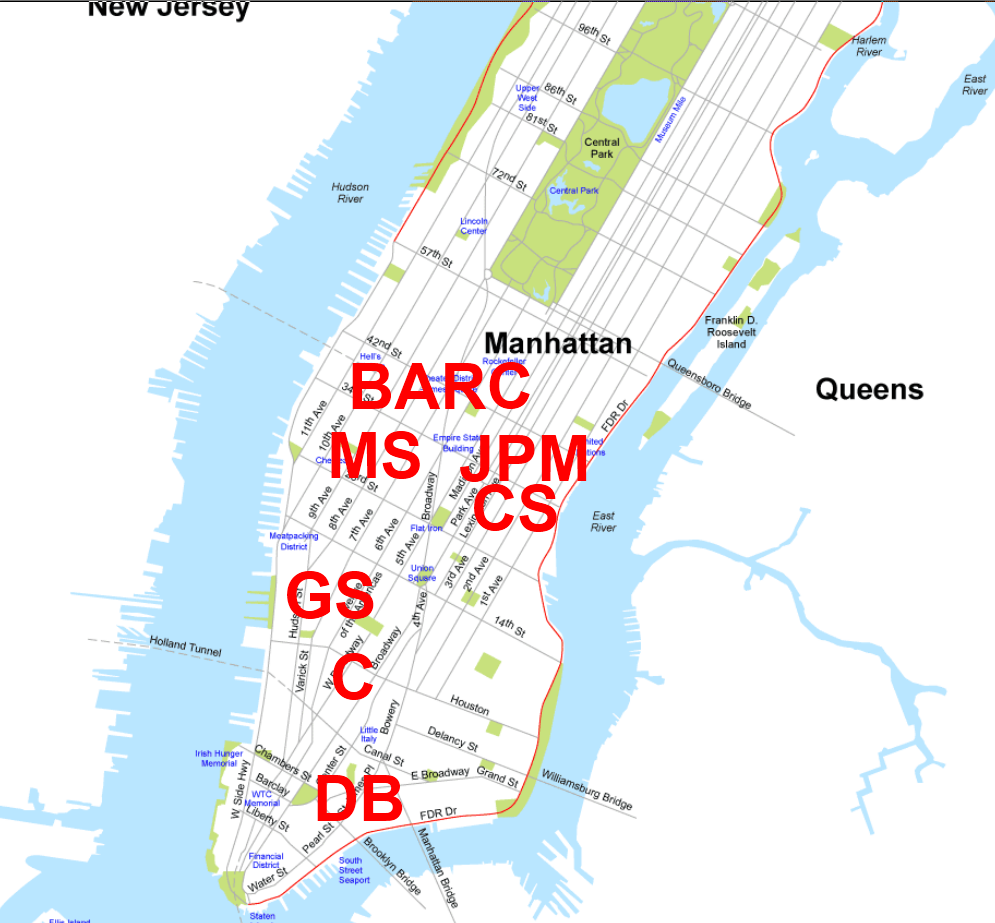 New Jersey
96th St
Harlem
River
East
River
Upper
West
Side
86th St
81st St
Museum Mile
Central
Park
72nd St
Central Park
Hudson
River
Lincoln
Center
57th St
Franklin D.
Roosevelt
Island
Manhattan
42nd St
Hell's
Rockefeller
Queensboro Bridge
Queens
BARC
11th Ave
10th Ave
FDR Dr
Empire State
Building
MS
JPM
CS
9th Ave
8th Ave
7th Ave
6th Ave
5th Ave
Broadway
Park Ave
East
River
Flat Iron
Meatpacking
District
Union
Square
3rd Ave
2nd Ave
1st Ave
GS
4th Ave
14th St
of the Americas
Holland Tunnel
Varick St
Broadway
C
Houston
Bowery
Little
Italy
Delancy St
Canal St
Irish Hunger
Memorial
Chambers St
E Broadway
Grand St
Williamsburg Bridge
W Side Hwy
Barclay
WTC
Memorial
Liberty St
DB
FDR Dr
Pearl St
Financial
District
Water St
South
Street
Seaport
Brooklyn Bridge
Manhattan Bridge
Staten
Ellis Island